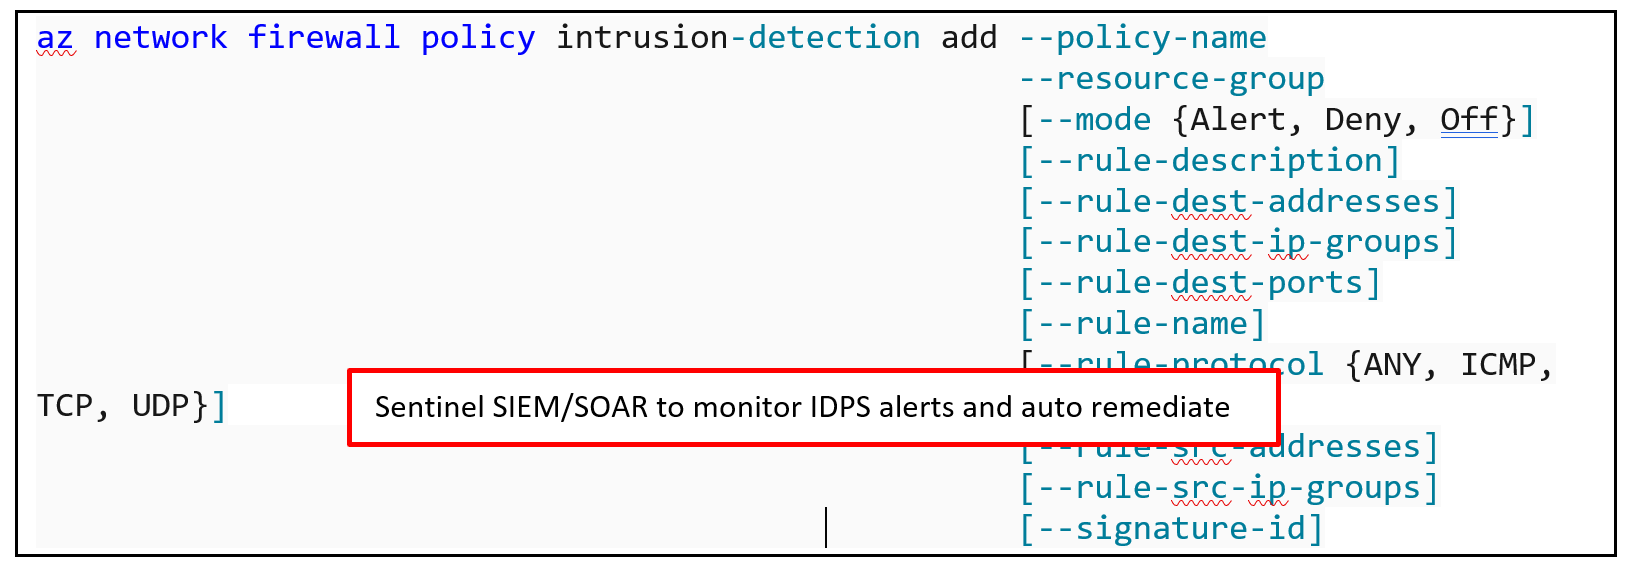 az network firewall policy intrusion-detection add --policy-name
--resource-group
[--mode {Alert, Deny, Off}]
[--rule-description]
[--rule-dest-addresses]
[--rule-dest-ip-groups]
[--rule-dest-ports]
[--rule-name]
[--rule-protocol {ANY, ICMP,
TCP, UDP}]
Sentinel SIEM/SOAR to monitor IDPS alerts and auto remediate
[--rule-src-addresses]
[--rule-src-ip-groups]
[--signature-id]